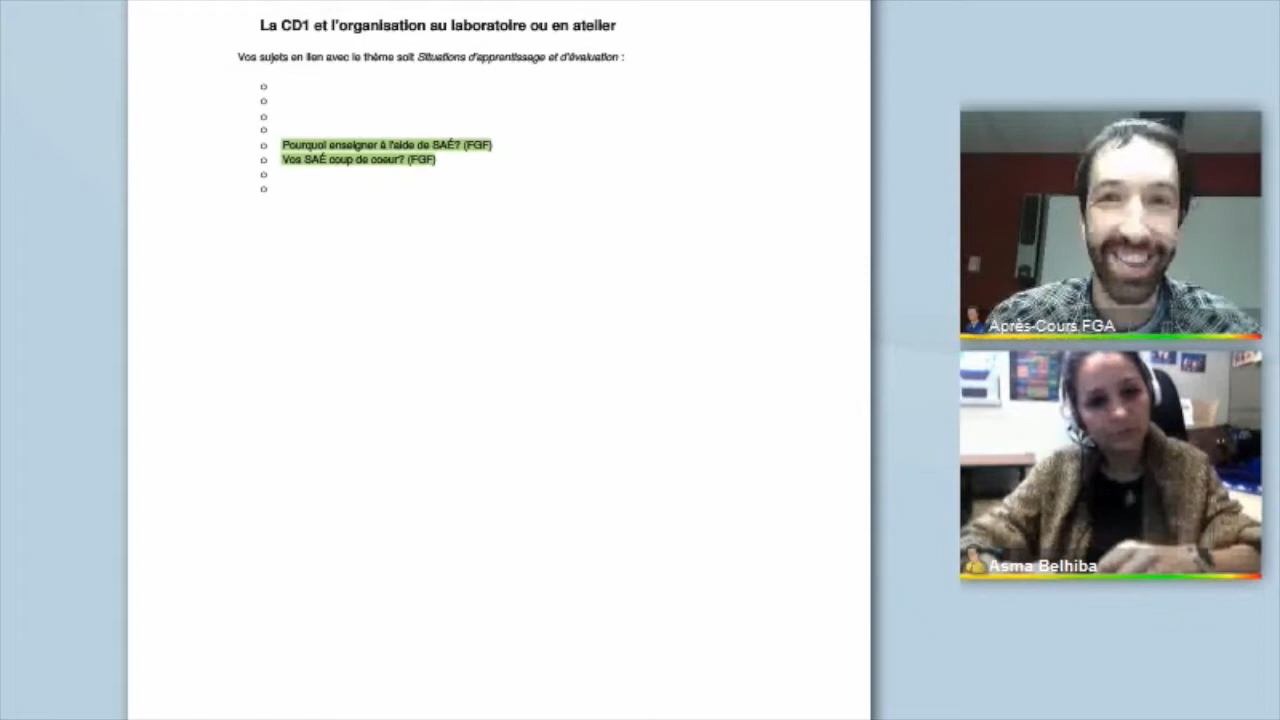 La CD1 et l'organisation au laboratoire ou en atelier
Vos sujets en lien avec le thème soit Situations d'apprentissage et d'évaluation :
Pourquoi enseigner à l'aide de SAÉ? (FGF)
Vos SAÉ coup de coeur? (FGF)
Après-Cours FGA
Asma Belhiba